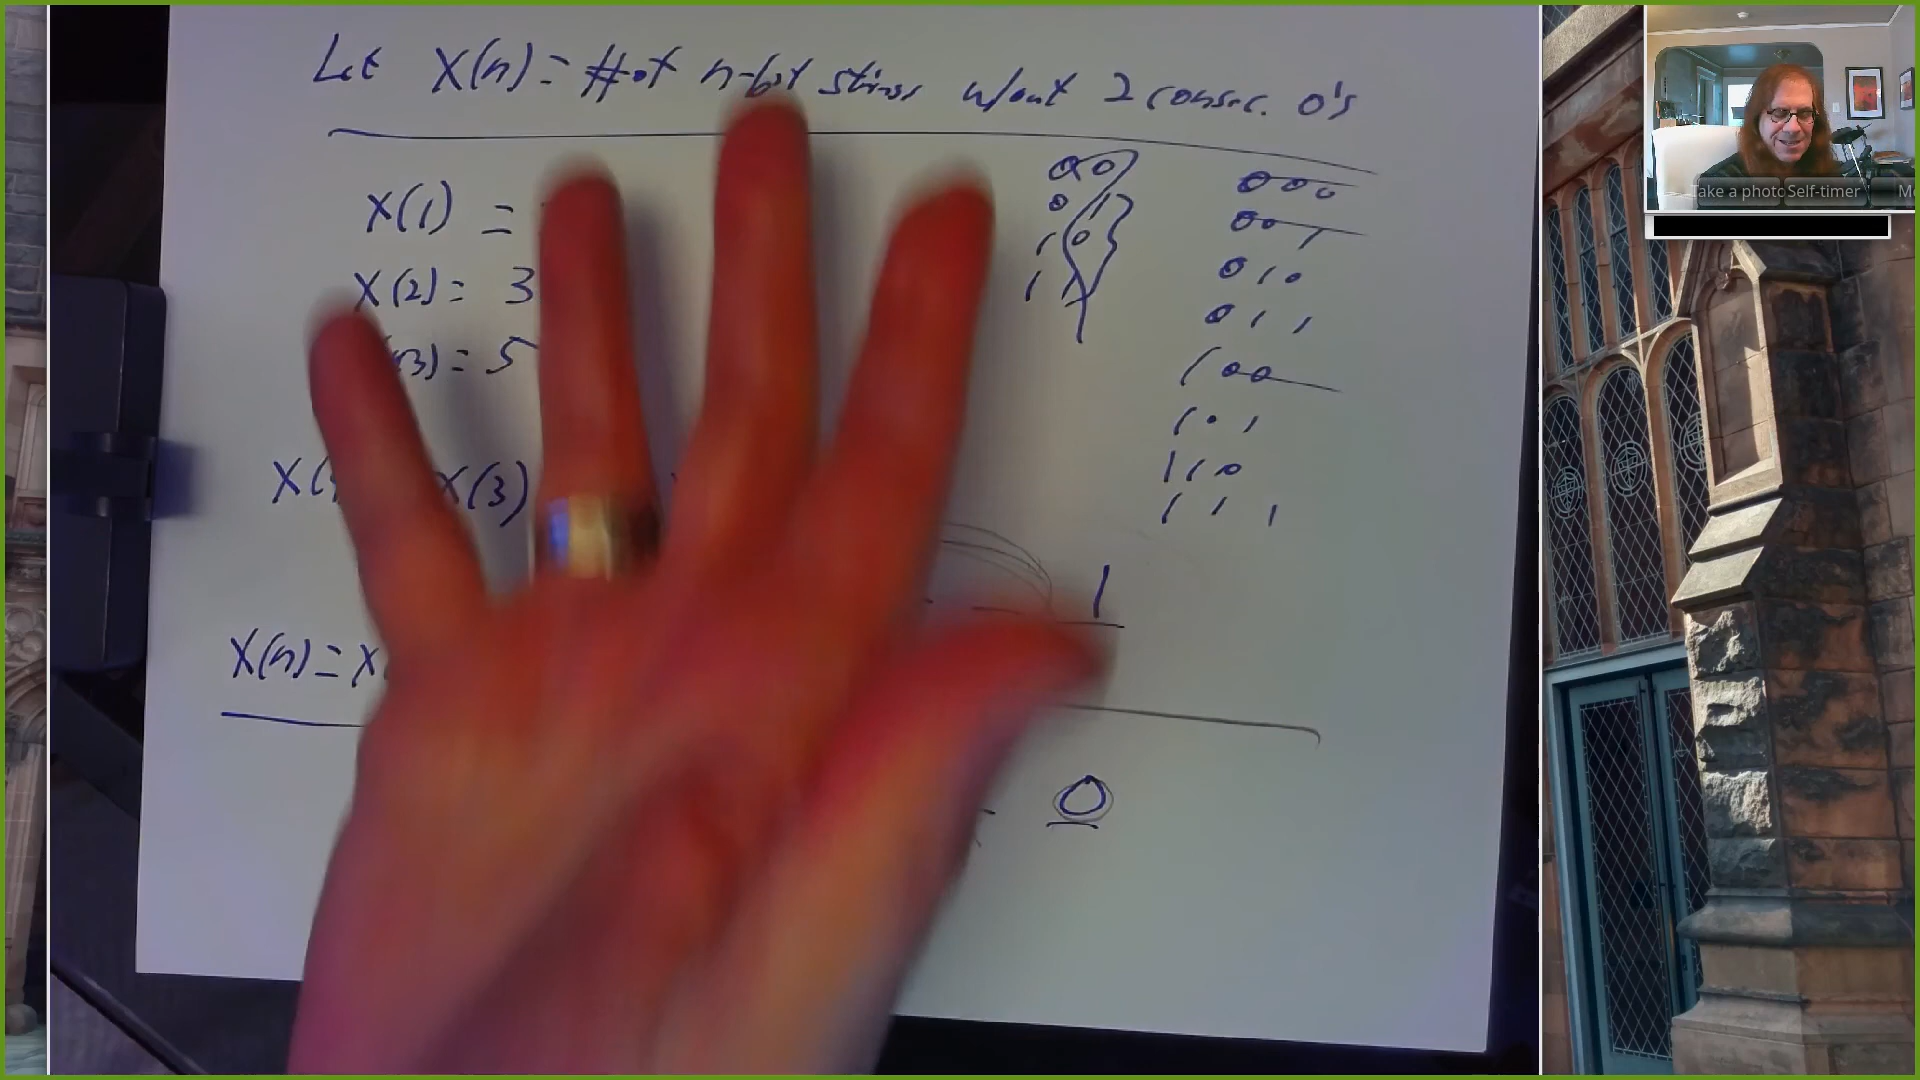 Let X(n) = # of n-bit strings w/out 2 consec. 0's
X(1) =
X(2) = 3
(3) = 5
00
01
10
11
000
001
010
011
100
101
110
111
X( X(3)
1
X(n) = X(
0
Take a photo Self-timer